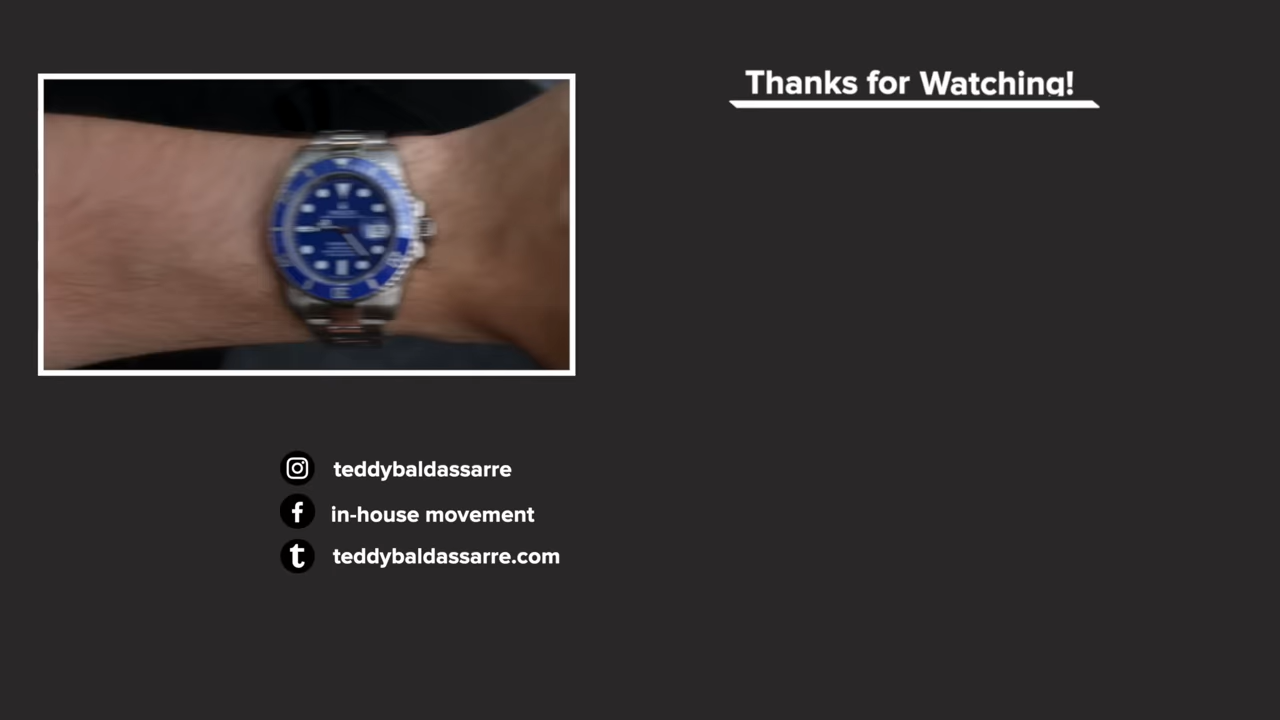 Thanks for Watching!
teddybaldassarre
in-house movement
teddybaldassarre.com